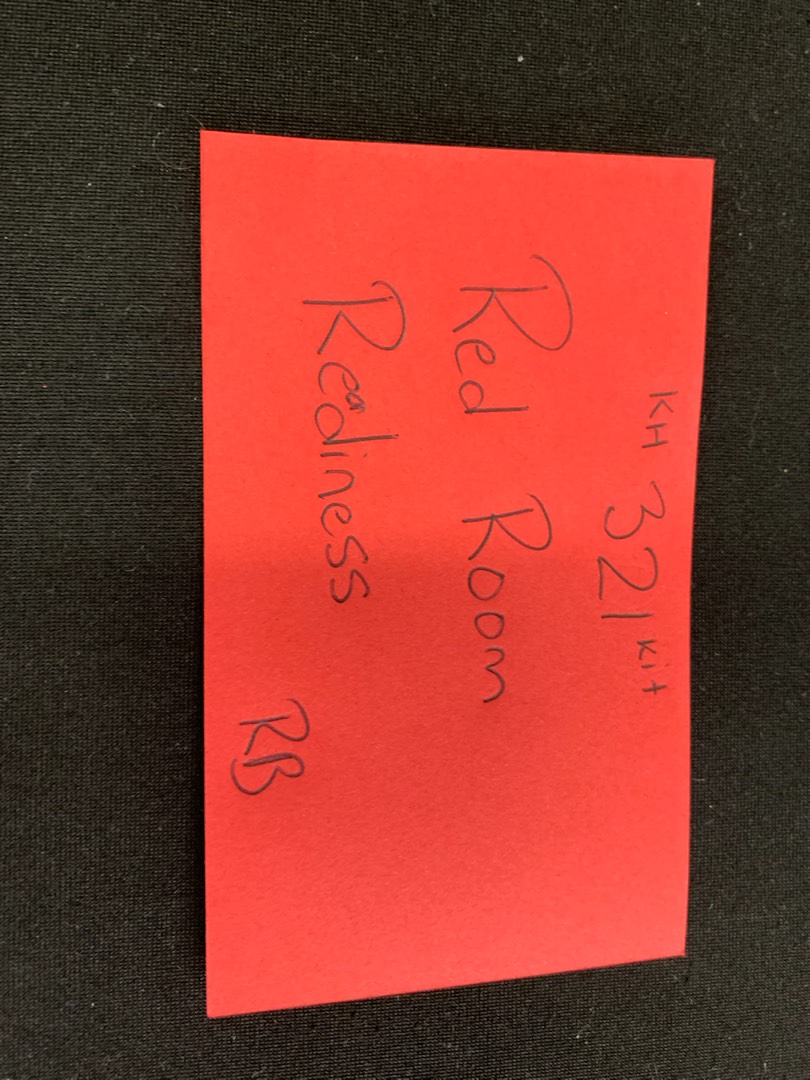 KH 321 Kit
Red Room
Readiness
RB